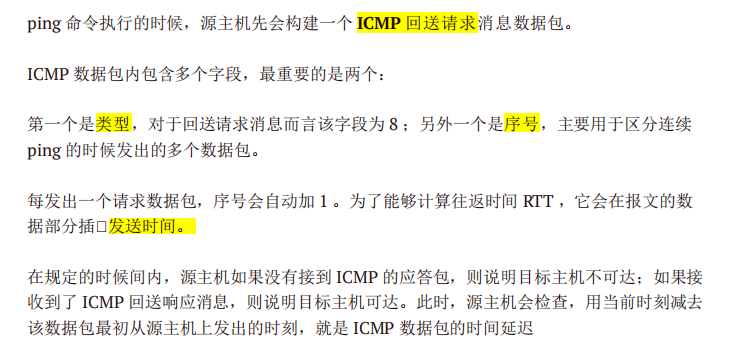 ping 命令执行的时候，源主机先会构建一个 ICMP 回送请求消息数据包。
ICMP 数据包内包含多个字段，最重要的是两个：
第一个是类型，对于回送请求消息而言该字段为 8 ；另外一个是序号，主要用于区分连续
ping 的时候发出的多个数据包。
每发出一个请求数据包，序号会自动加 1 。为了能够计算往返时间 RTT ，它会在报文的数
据部分插□发送时间。
在规定的时候间内，源主机如果没有接到 ICMP 的应答包，则说明目标主机不可达；如果接
收到了 ICMP 回送响应消息，则说明目标主机可达。此时，源主机会检查，用当前时刻减去
该数据包最初从源主机上发出的时刻，就是 ICMP 数据包的时间延迟